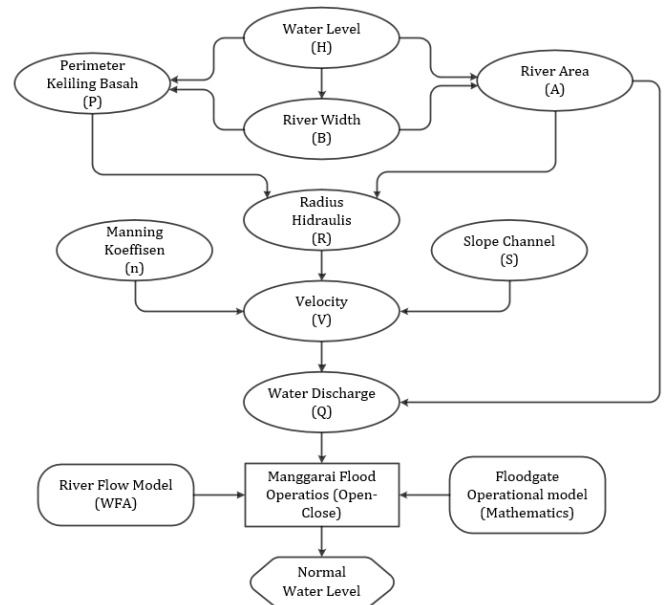 Water Level
(H)
Perimeter
Keliling Basah
(P)
River Area
(A)
River Width
(B)
Radius
Hidraulis
(R)
Manning
Koeffisen
(n)
Slope Channel
(S)
Velocity
(V)
Water Discharge
(Q)
River Flow Model
(WFA)
Manggarai Flood
Operatios (Open-
Close)
Floodgate
Operational model
(Mathematics)
Normal
Water Level